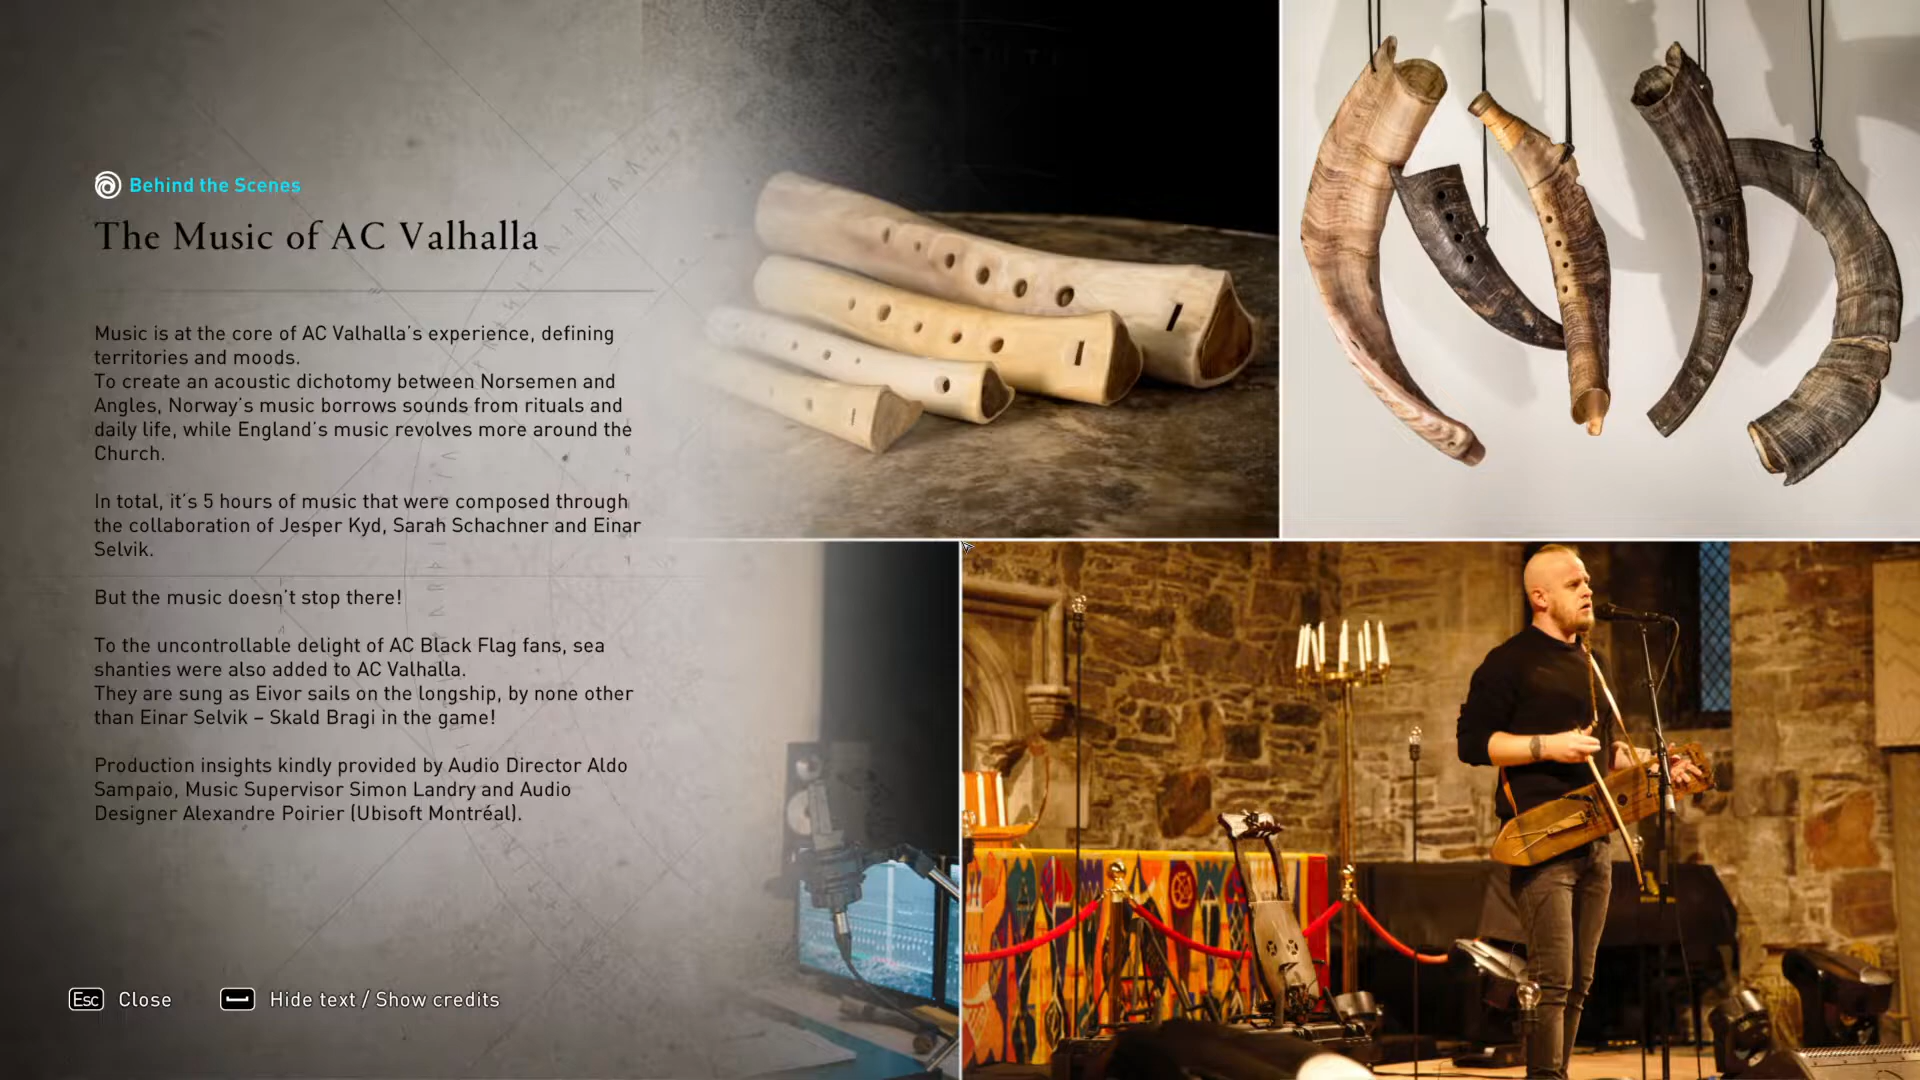 Behind the Scenes
The Music of AC Valhalla
Music is at the core of AC Valhalla's experience, defining
territories and moods.
To create an acoustic dichotomy between Norsemen and
Angles, Norway's music borrows sounds from rituals and
daily life, while England's music revolves more around the
Church.
In total, it's 5 hours of music that were composed through
the collaboration of Jesper Kyd, Sarah Schachner and Einar
Selvik.
But the music doesn't stop there!
To the uncontrollable delight of AC Black Flag fans, sea
shanties were also added to AC Valhalla.
They are sung as Eivor sails on the longship, by none other
than Einar Selvik – Skald Bragi in the game!
Production insights kindly provided by Audio Director Aldo
Sampaio, Music Supervisor Simon Landry and Audio
Designer Alexandre Poirier (Ubisoft Montréal).
Esc Close Hide text / Show credits